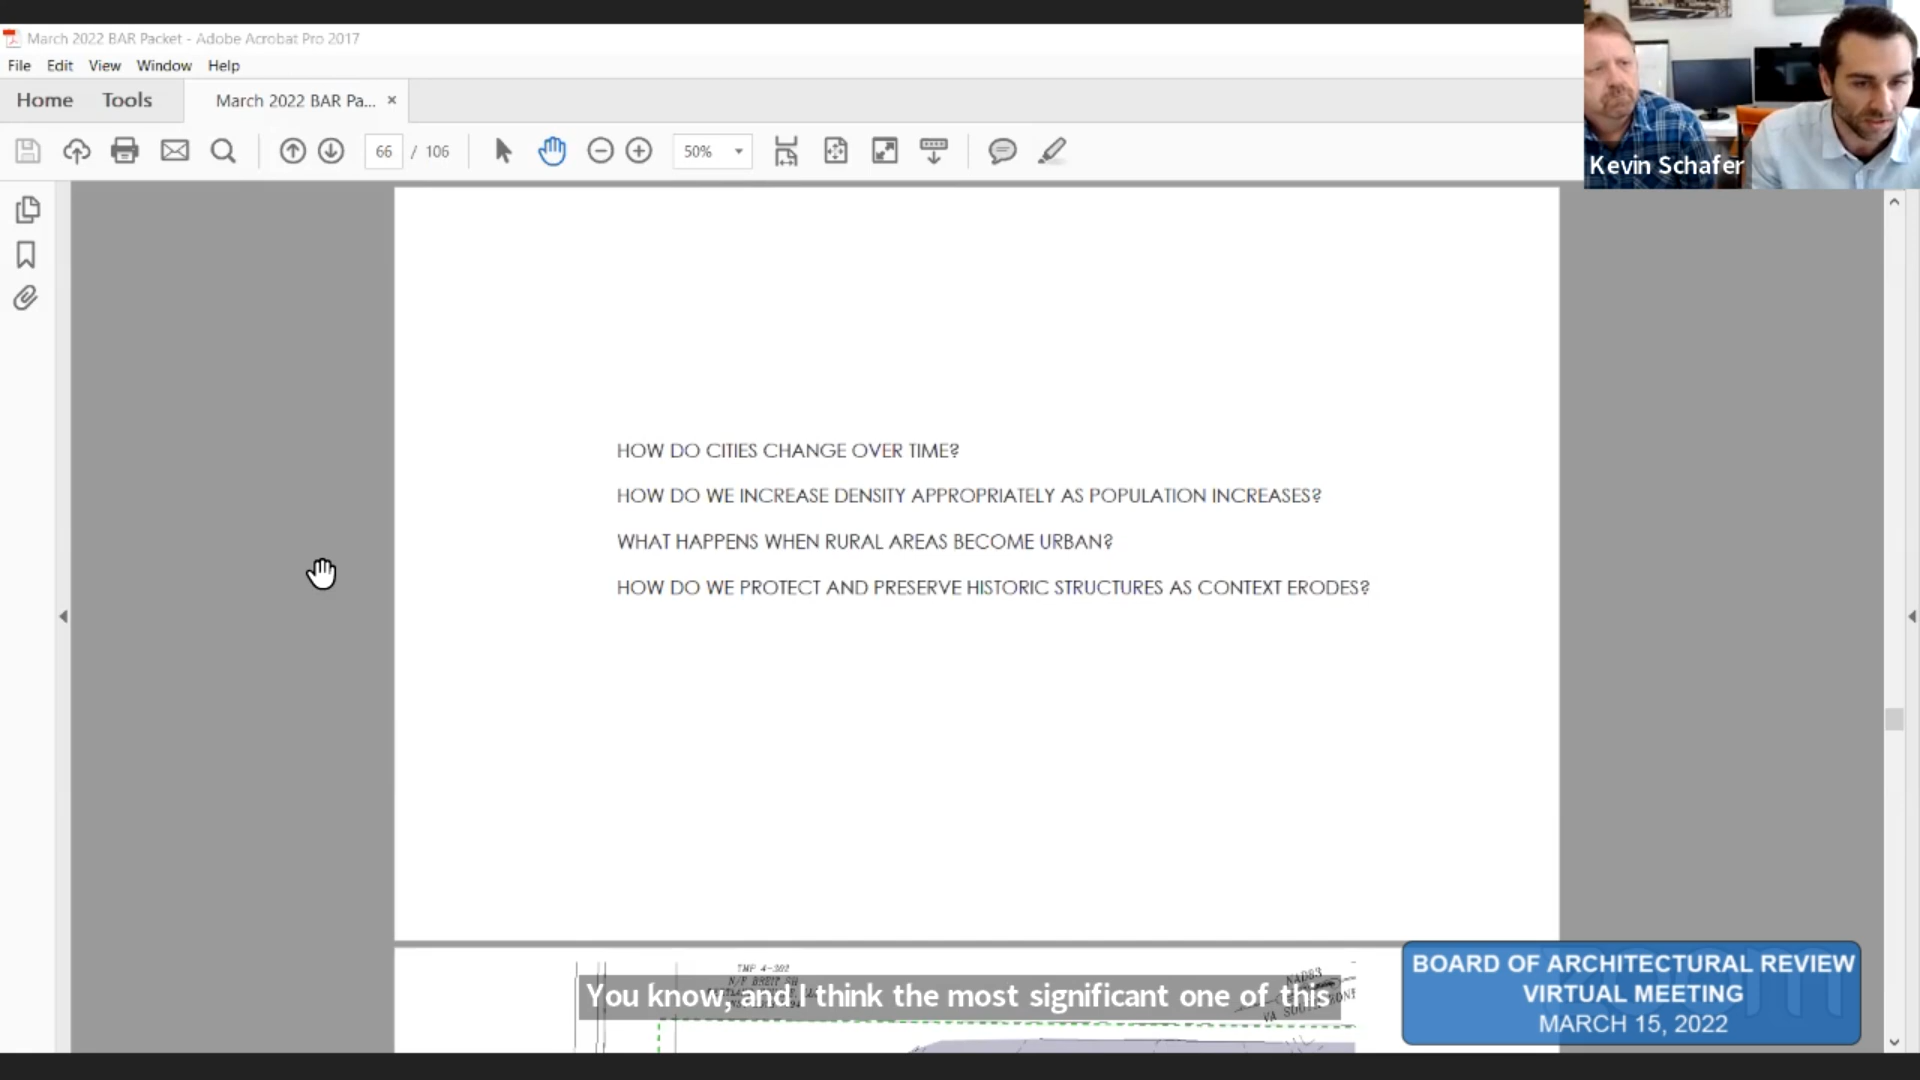 March 2022 BAR Packet - Adobe Acrobat Pro 2017
File Edit View Window Help
Home Tools March 2022 BAR Pa... ×
66 / 106 50%
Kevin Schafer
HOW DO CITIES CHANGE OVER TIME?
HOW DO WE INCREASE DENSITY APPROPRIATELY AS POPULATION INCREASES?
WHAT HAPPENS WHEN RURAL AREAS BECOME URBAN?
HOW DO WE PROTECT AND PRESERVE HISTORIC STRUCTURES AS CONTEXT ERODES?
TMP 4-302
NAD83
You know, and I think the most significant one of this
BOARD OF ARCHITECTURAL REVIEW
VIRTUAL MEETING
MARCH 15, 2022